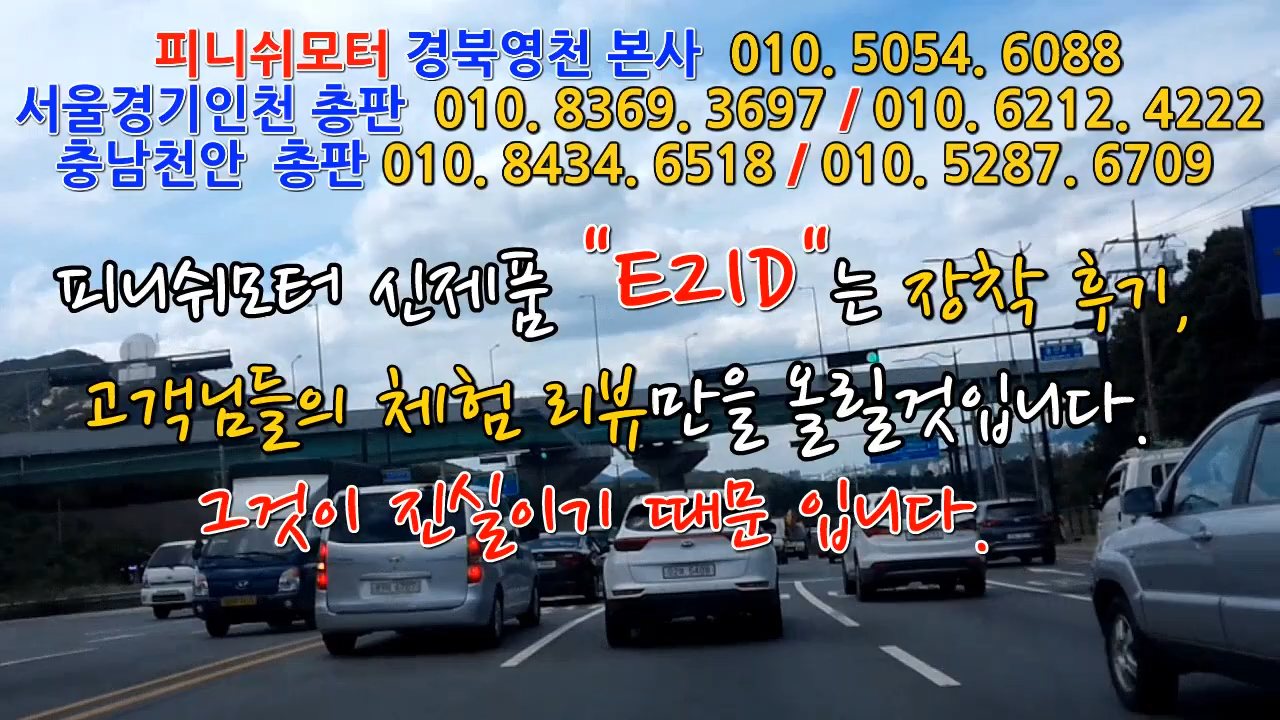 피니쉬모터 경북영천 본사 010. 5054. 6088
서울경기인천 총판 010. 8369. 3697 / 010. 6212. 4222
충남천안 총판 010. 8434. 6518 / 010. 5287. 6709
피니쉬모터 신제품 "E21D"는 장착 후기,
고객님들의 체험 리뷰만을 올릴것입니다.
그것이 진실이기 때문 입니다.